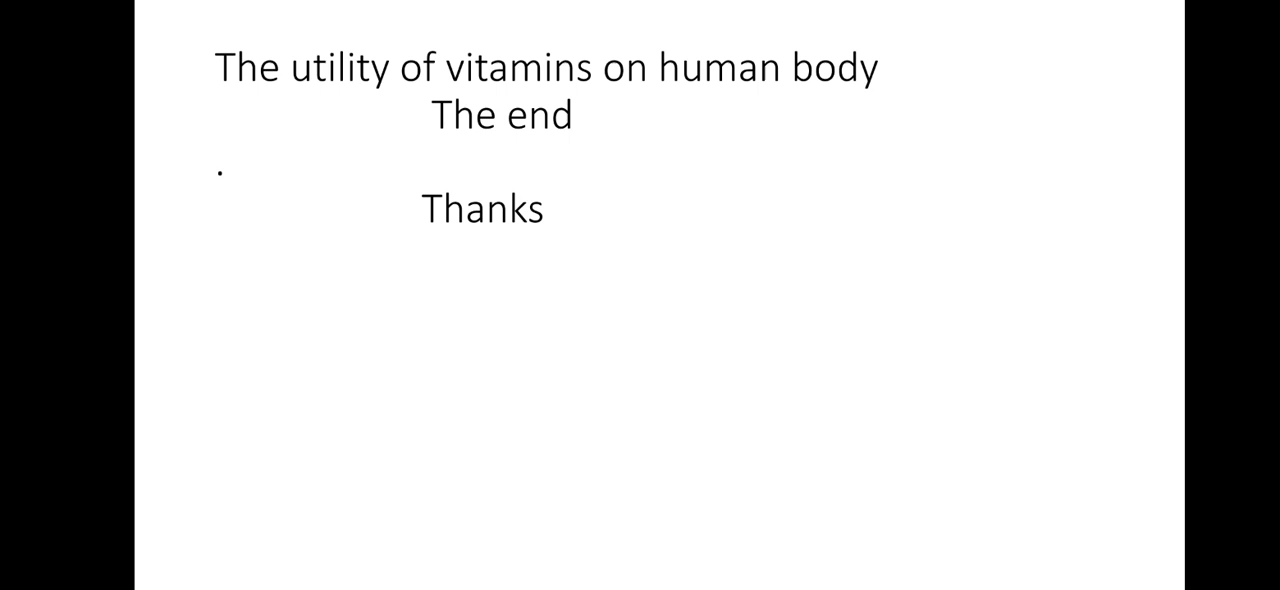 The utility of vitamins on human body
The end
.
Thanks